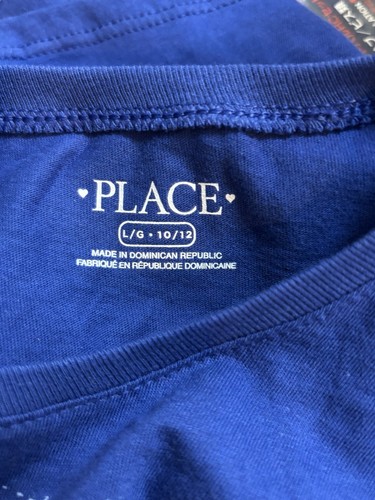 PLACE
L/G • 10/12
MADE IN DOMINICAN REPUBLIC
FABRIQUÉ EN RÉPUBLIQUE DOMINICAINE